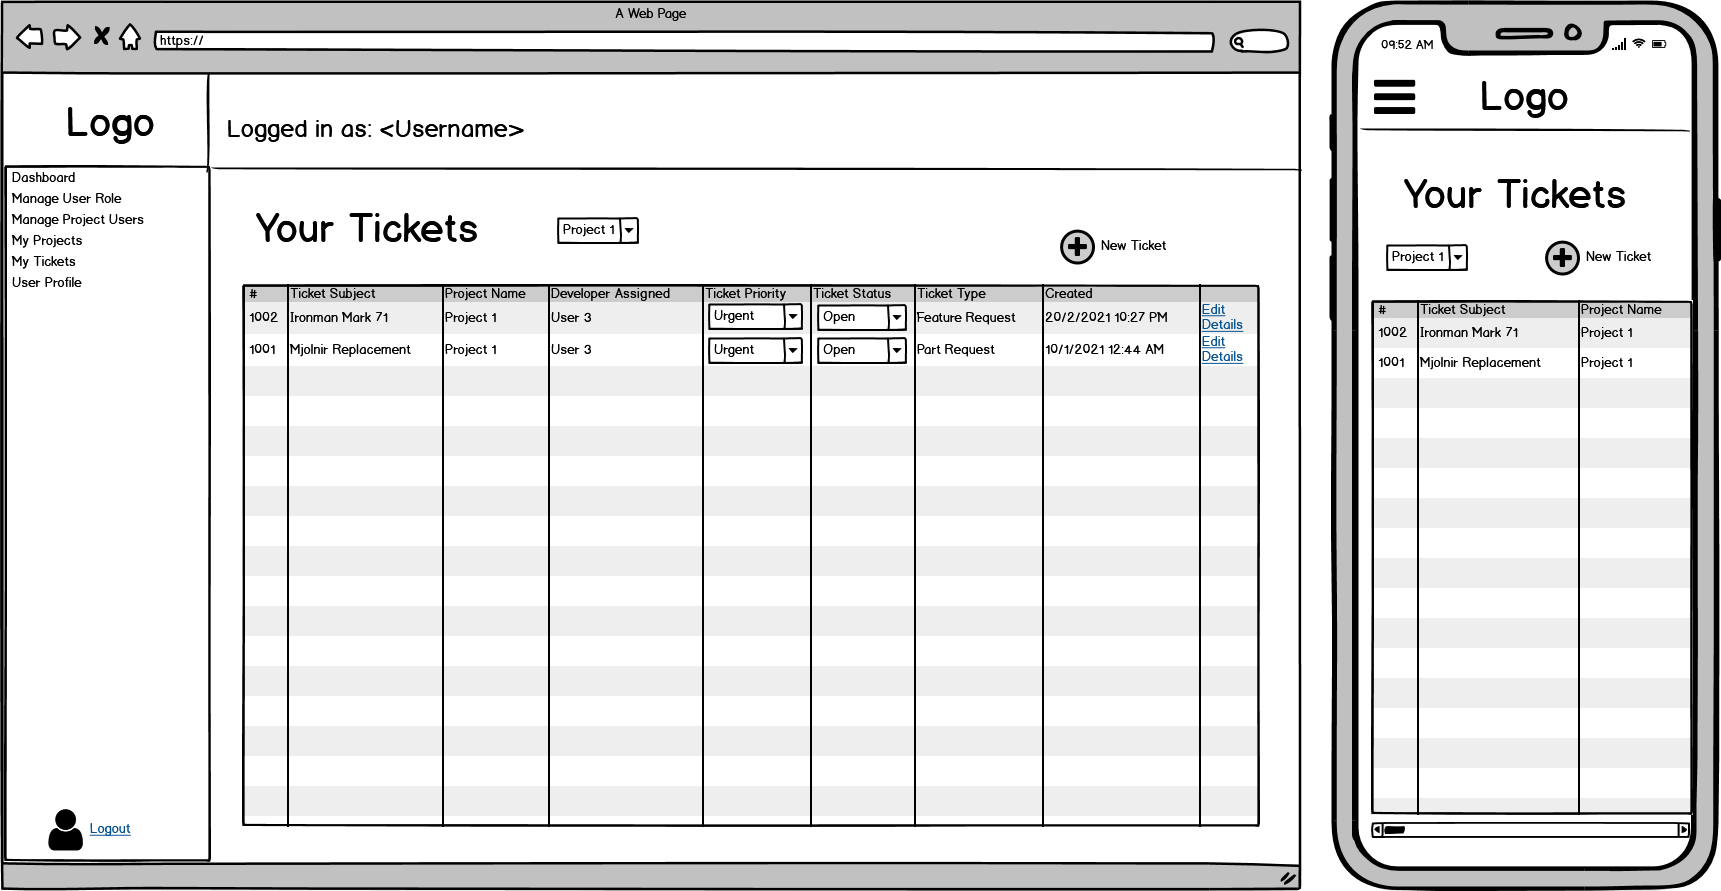 A Web Page
https://
Logo
Logged in as: <Username>
Dashboard
Manage User Role
Manage Project Users
My Projects
My Tickets
User Profile
Logout
Your Tickets
Project 1
New Ticket
# Ticket Subject Project Name Developer Assigned Ticket Priority Ticket Status Ticket Type Created
1002 Ironman Mark 71 Project 1 User 3 Urgent Open Feature Request 20/2/2021 10:27 PM Edit
Details
1001 Mjolnir Replacement Project 1 User 3 Urgent Open Part Request 10/1/2021 12:44 AM Edit
Details
09:52 AM
Logo
Your Tickets
Project 1
New Ticket
# Ticket Subject Project Name
1002 Ironman Mark 71 Project 1
1001 Mjolnir Replacement Project 1